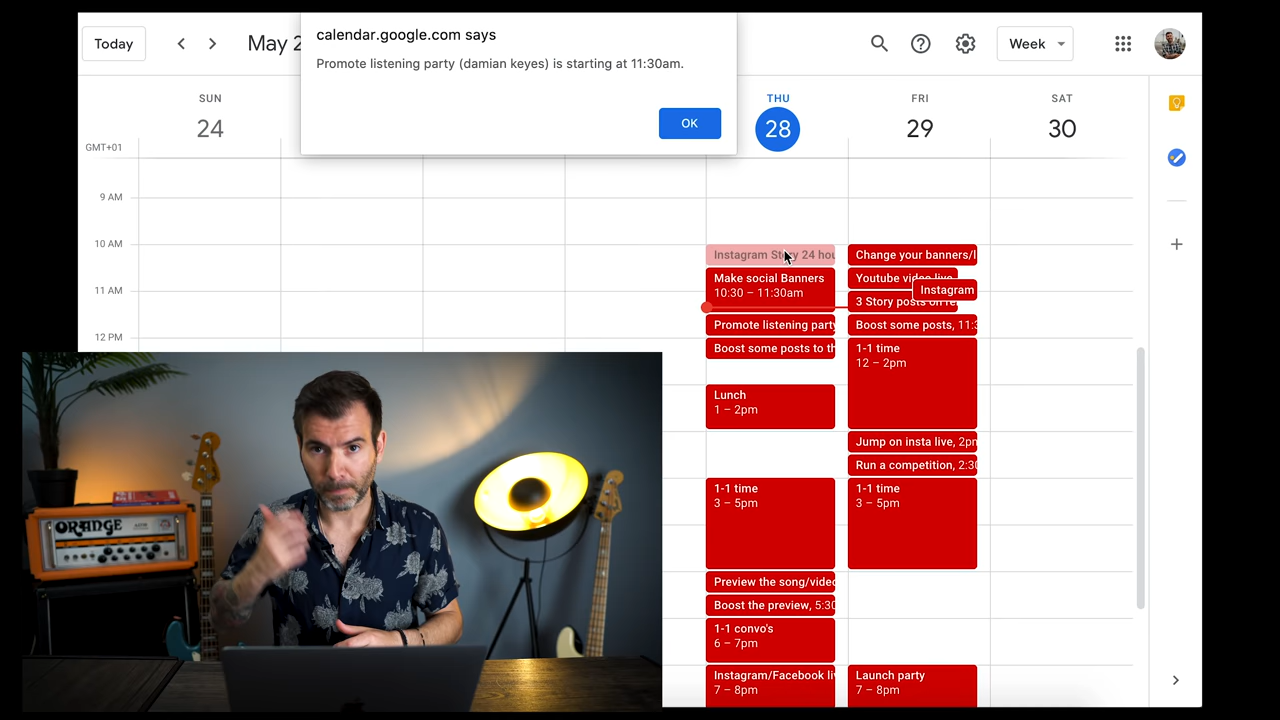 calendar.google.com says
Promote listening party (damian keyes) is starting at 11:30am.
OK
Today
May 2
Week
SUN
24
THU
28
FRI
29
SAT
30
GMT+01
9 AM
10 AM
11 AM
12 PM
Instagram Story 24 hou
Make social Banners
10:30 – 11:30am
Promote listening party
Boost some posts to th
Lunch
1 – 2pm
1-1 time
3 – 5pm
Preview the song/video
Boost the preview, 5:30
1-1 convo's
6 – 7pm
Instagram/Facebook li
7 – 8pm
Change your banners/l
Youtube video live
Instagram
3 Story posts on re
Boost some posts, 11:3
1-1 time
12 – 2pm
Jump on insta live, 2pm
Run a competition, 2:30
1-1 time
3 – 5pm
Launch party
7 – 8pm
ORANGE